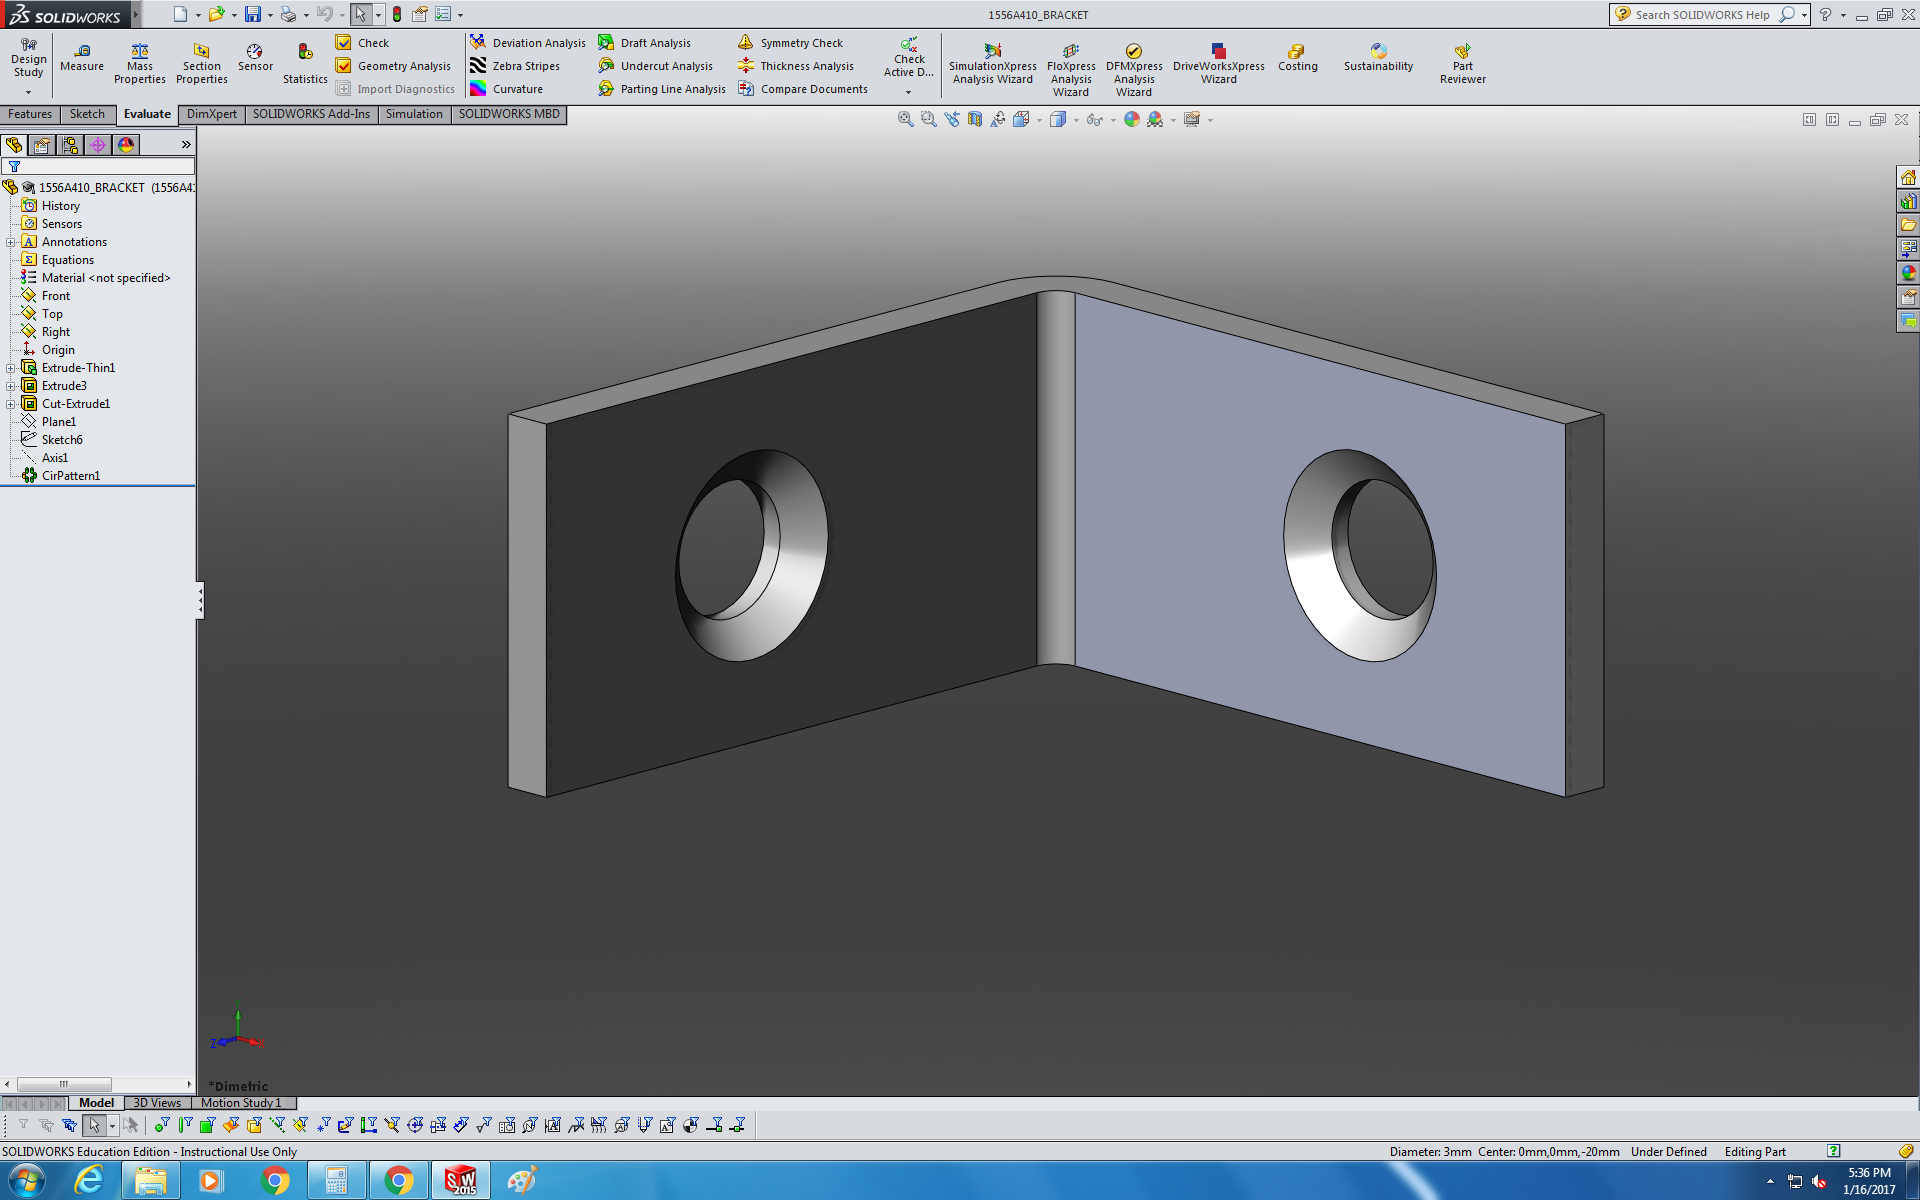 SOLIDWORKS
1556A410_BRACKET
Search SOLIDWORKS Help
Design Study
Measure
Mass Properties
Section Properties
Sensor
Statistics
Check
Geometry Analysis
Import Diagnostics
Deviation Analysis
Zebra Stripes
Curvature
Draft Analysis
Undercut Analysis
Parting Line Analysis
Symmetry Check
Thickness Analysis
Compare Documents
Check Active D...
SimulationXpress Analysis Wizard
FloXpress Analysis Wizard
DFMXpress Analysis Wizard
DriveWorksXpress Wizard
Costing
Sustainability
Part Reviewer
Features
Sketch
Evaluate
DimXpert
SOLIDWORKS Add-Ins
Simulation
SOLIDWORKS MBD
1556A410_BRACKET (1556A41
History
Sensors
Annotations
Equations
Material <not specified>
Front
Top
Right
Origin
Extrude-Thin1
Extrude3
Cut-Extrude1
Plane1
Sketch6
Axis1
CirPattern1
Z
*Dimetric
Model
3D Views
Motion Study 1
SOLIDWORKS Education Edition - Instructional Use Only
Diameter: 3mm Center: 0mm,0mm,-20mm
Under Defined
Editing Part
SW 2015
5:36 PM
1/16/2017